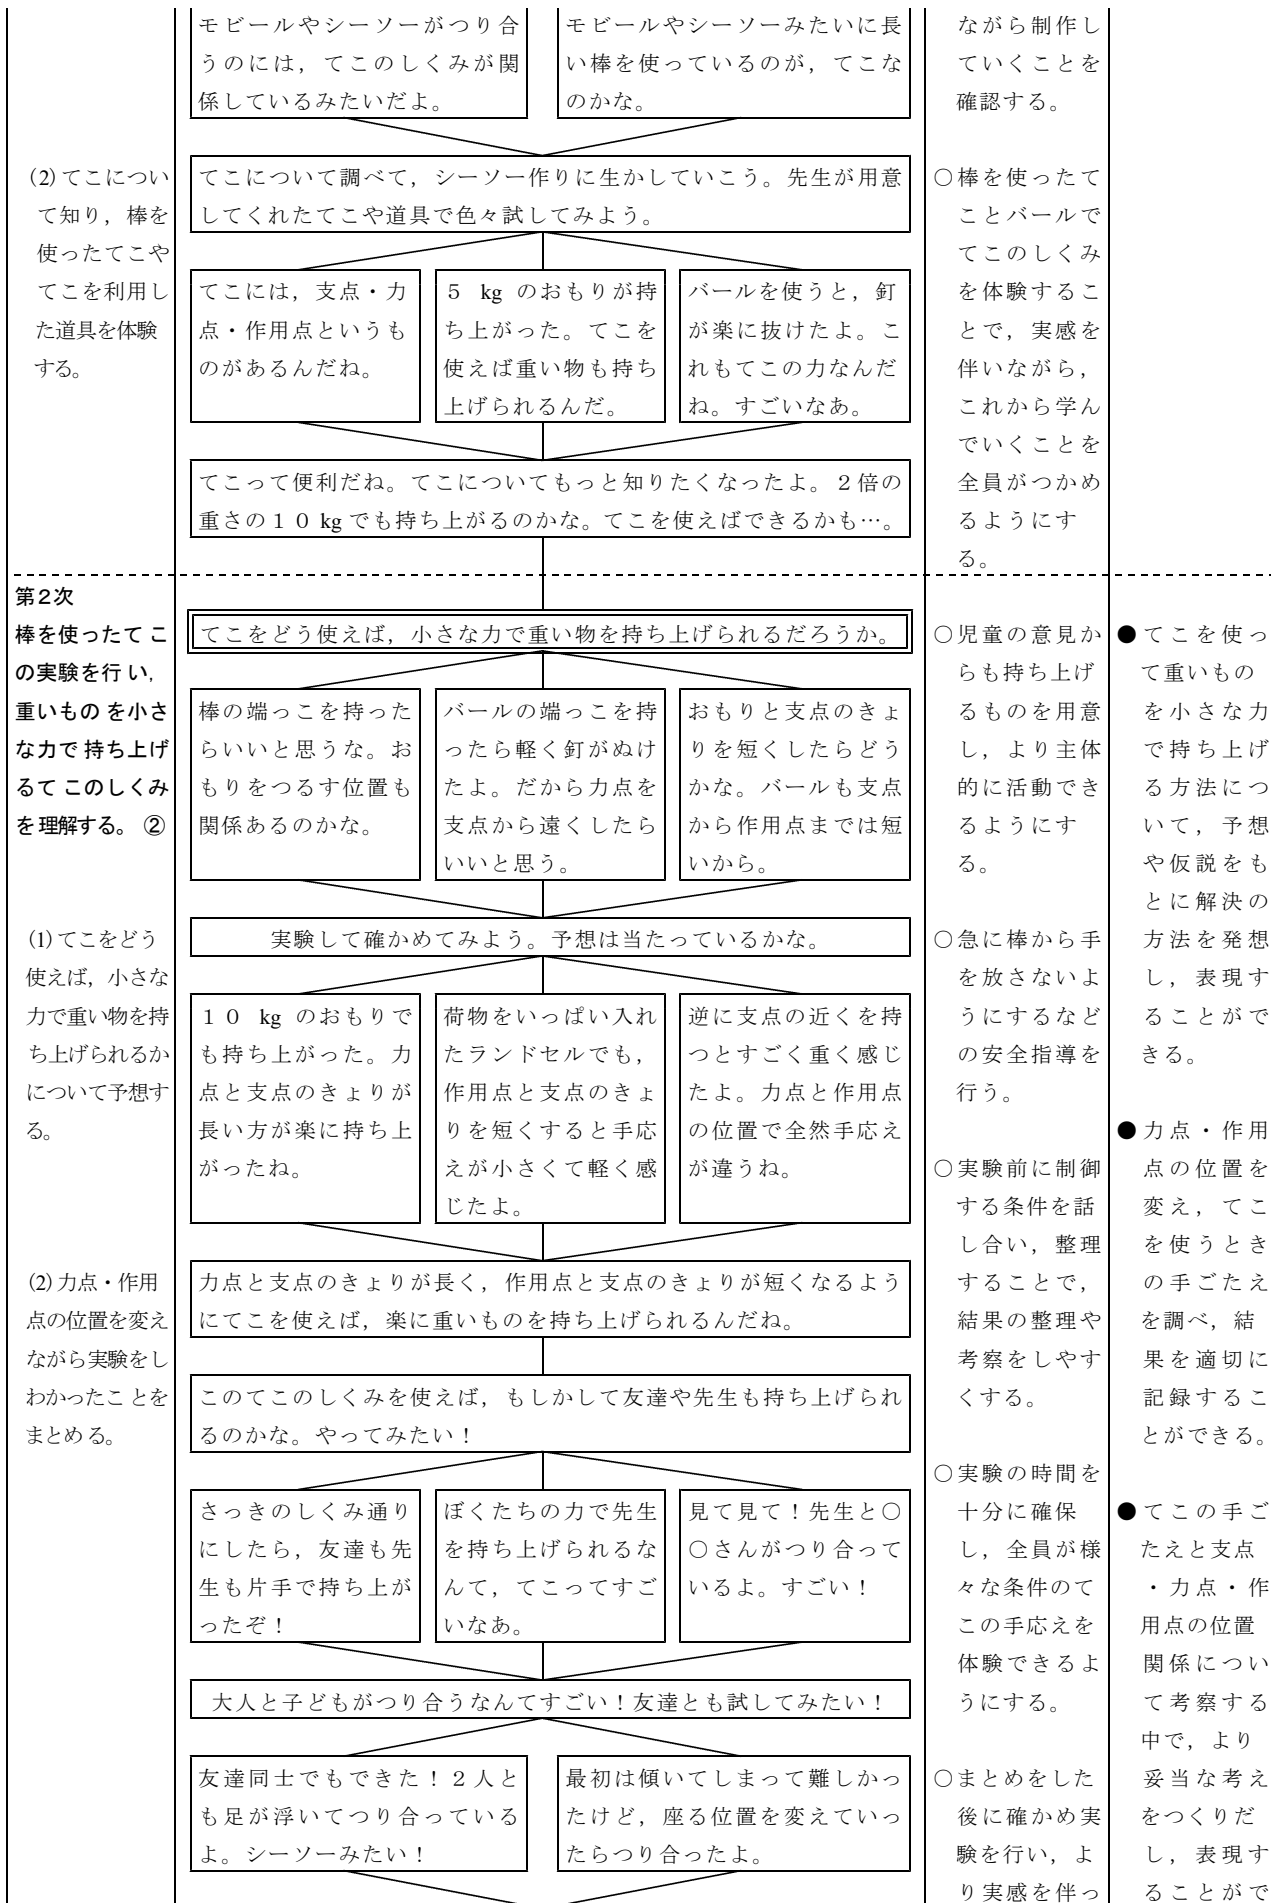 モビールやシーソーがつり合
うのには，てこのしくみが関
係しているみたいだよ。
モビールやシーソーみたいに長
い棒を使っているのが，てこな
のかな。
ながら制作し
ていくことを
確認する。
(2)てこについ
て知り，棒を
使ったてこや
てこを利用し
た道具を体験
する。
てこについて調べて，シーソー作りに生かしていこう。先生が用意
してくれたてこや道具で色々試してみよう。
てこには，支点・力
点・作用点というも
のがあるんだね。
５ kg のおもりが持
ち上がった。てこを
使えば重い物も持ち
上げられるんだ。
バールを使うと，釘
が楽に抜けたよ。こ
れもてこの力なんだ
ね。すごいなあ。
てこって便利だね。てこについてもっと知りたくなったよ。２倍の
重さの１０kgでも持ち上がるのかな。てこを使えばできるかも…。
○棒を使ったて
ことバールで
てこのしくみ
を体験するこ
とで，実感を
伴いながら，
これから学ん
でいくことを
全員がつかめ
るようにす
る。
第２次
棒を使ったてこ
の実験を行い，
重いものを小さ
な力で持ち上げ
るてこのしくみ
を理解する。 ②
(1)てこをどう
使えば，小さな
力で重い物を持
ち上げられるか
について予想す
る。
(2)力点・作用
点の位置を変え
ながら実験をし
わかったことを
まとめる。
てこをどう使えば，小さな力で重い物を持ち上げられるだろうか。
棒の端っこを持った
らいいと思うな。お
もりをつるす位置も
関係あるのかな。
バールの端っこを持
ったら軽く釘がぬけ
たよ。だから力点を
支点から遠くしたら
いいと思う。
おもりと支点のきょ
りを短くしたらどう
かな。バールも支点
から作用点までは短
いから。
実験して確かめてみよう。予想は当たっているかな。
１０ kg のおもりで
も持ち上がった。力
点と支点のきょりが
長い方が楽に持ち上
がったね。
荷物をいっぱい入れ
たランドセルでも，
作用点と支点のきょ
りを短くすると手応
えが小さくて軽く感
じたよ。
逆に支点の近くを持
つとすごく重く感じ
たよ。力点と作用点
の位置で全然手応え
が違うね。
力点と支点のきょりが長く，作用点と支点のきょりが短くなるよう
にてこを使えば，楽に重いものを持ち上げられるんだね。
このてこのしくみを使えば，もしかして友達や先生も持ち上げられ
るのかな。やってみたい！
さっきのしくみ通り
にしたら，友達も先
生も片手で持ち上が
ったぞ！
ぼくたちの力で先生
を持ち上げられるな
んて，てこってすご
いなあ。
見て見て！先生と○
○さんがつり合って
いるよ。すごい！
大人と子どもがつり合うなんてすごい！友達とも試してみたい！
友達同士でもできた！２人と
も足が浮いてつり合っている
よ。シーソーみたい！
最初は傾いてしまって難しかっ
たけど，座る位置を変えていっ
たらつり合ったよ。
○児童の意見か
らも持ち上げ
るものを用意
し，より主体
的に活動でき
るようにす
る。
○急に棒から手
を放さないよ
うにするなど
の安全指導を
行う。
○実験前に制御
する条件を話
し合い，整理
することで，
結果の整理や
考察をしやす
くする。
○実験の時間を
十分に確保
し，全員が様
々な条件のて
この手応えを
体験できるよ
うにする。
○まとめをした
後に確かめ実
験を行い，よ
り実感を伴っ
●てこを使っ
て重いもの
を小さな力
で持ち上げ
る方法につ
いて，予想
や仮説をも
とに解決の
方法を発想
し，表現す
ることがで
きる。
●力点・作用
点の位置を
変え，てこ
を使うとき
の手ごたえ
を調べ，結
果を適切に
記録するこ
とができる。
●てこの手ご
たえと支点
・力点・作
用点の位置
関係につい
て考察する
中で，より
妥当な考え
をつくりだ
し，表現す
ることがで